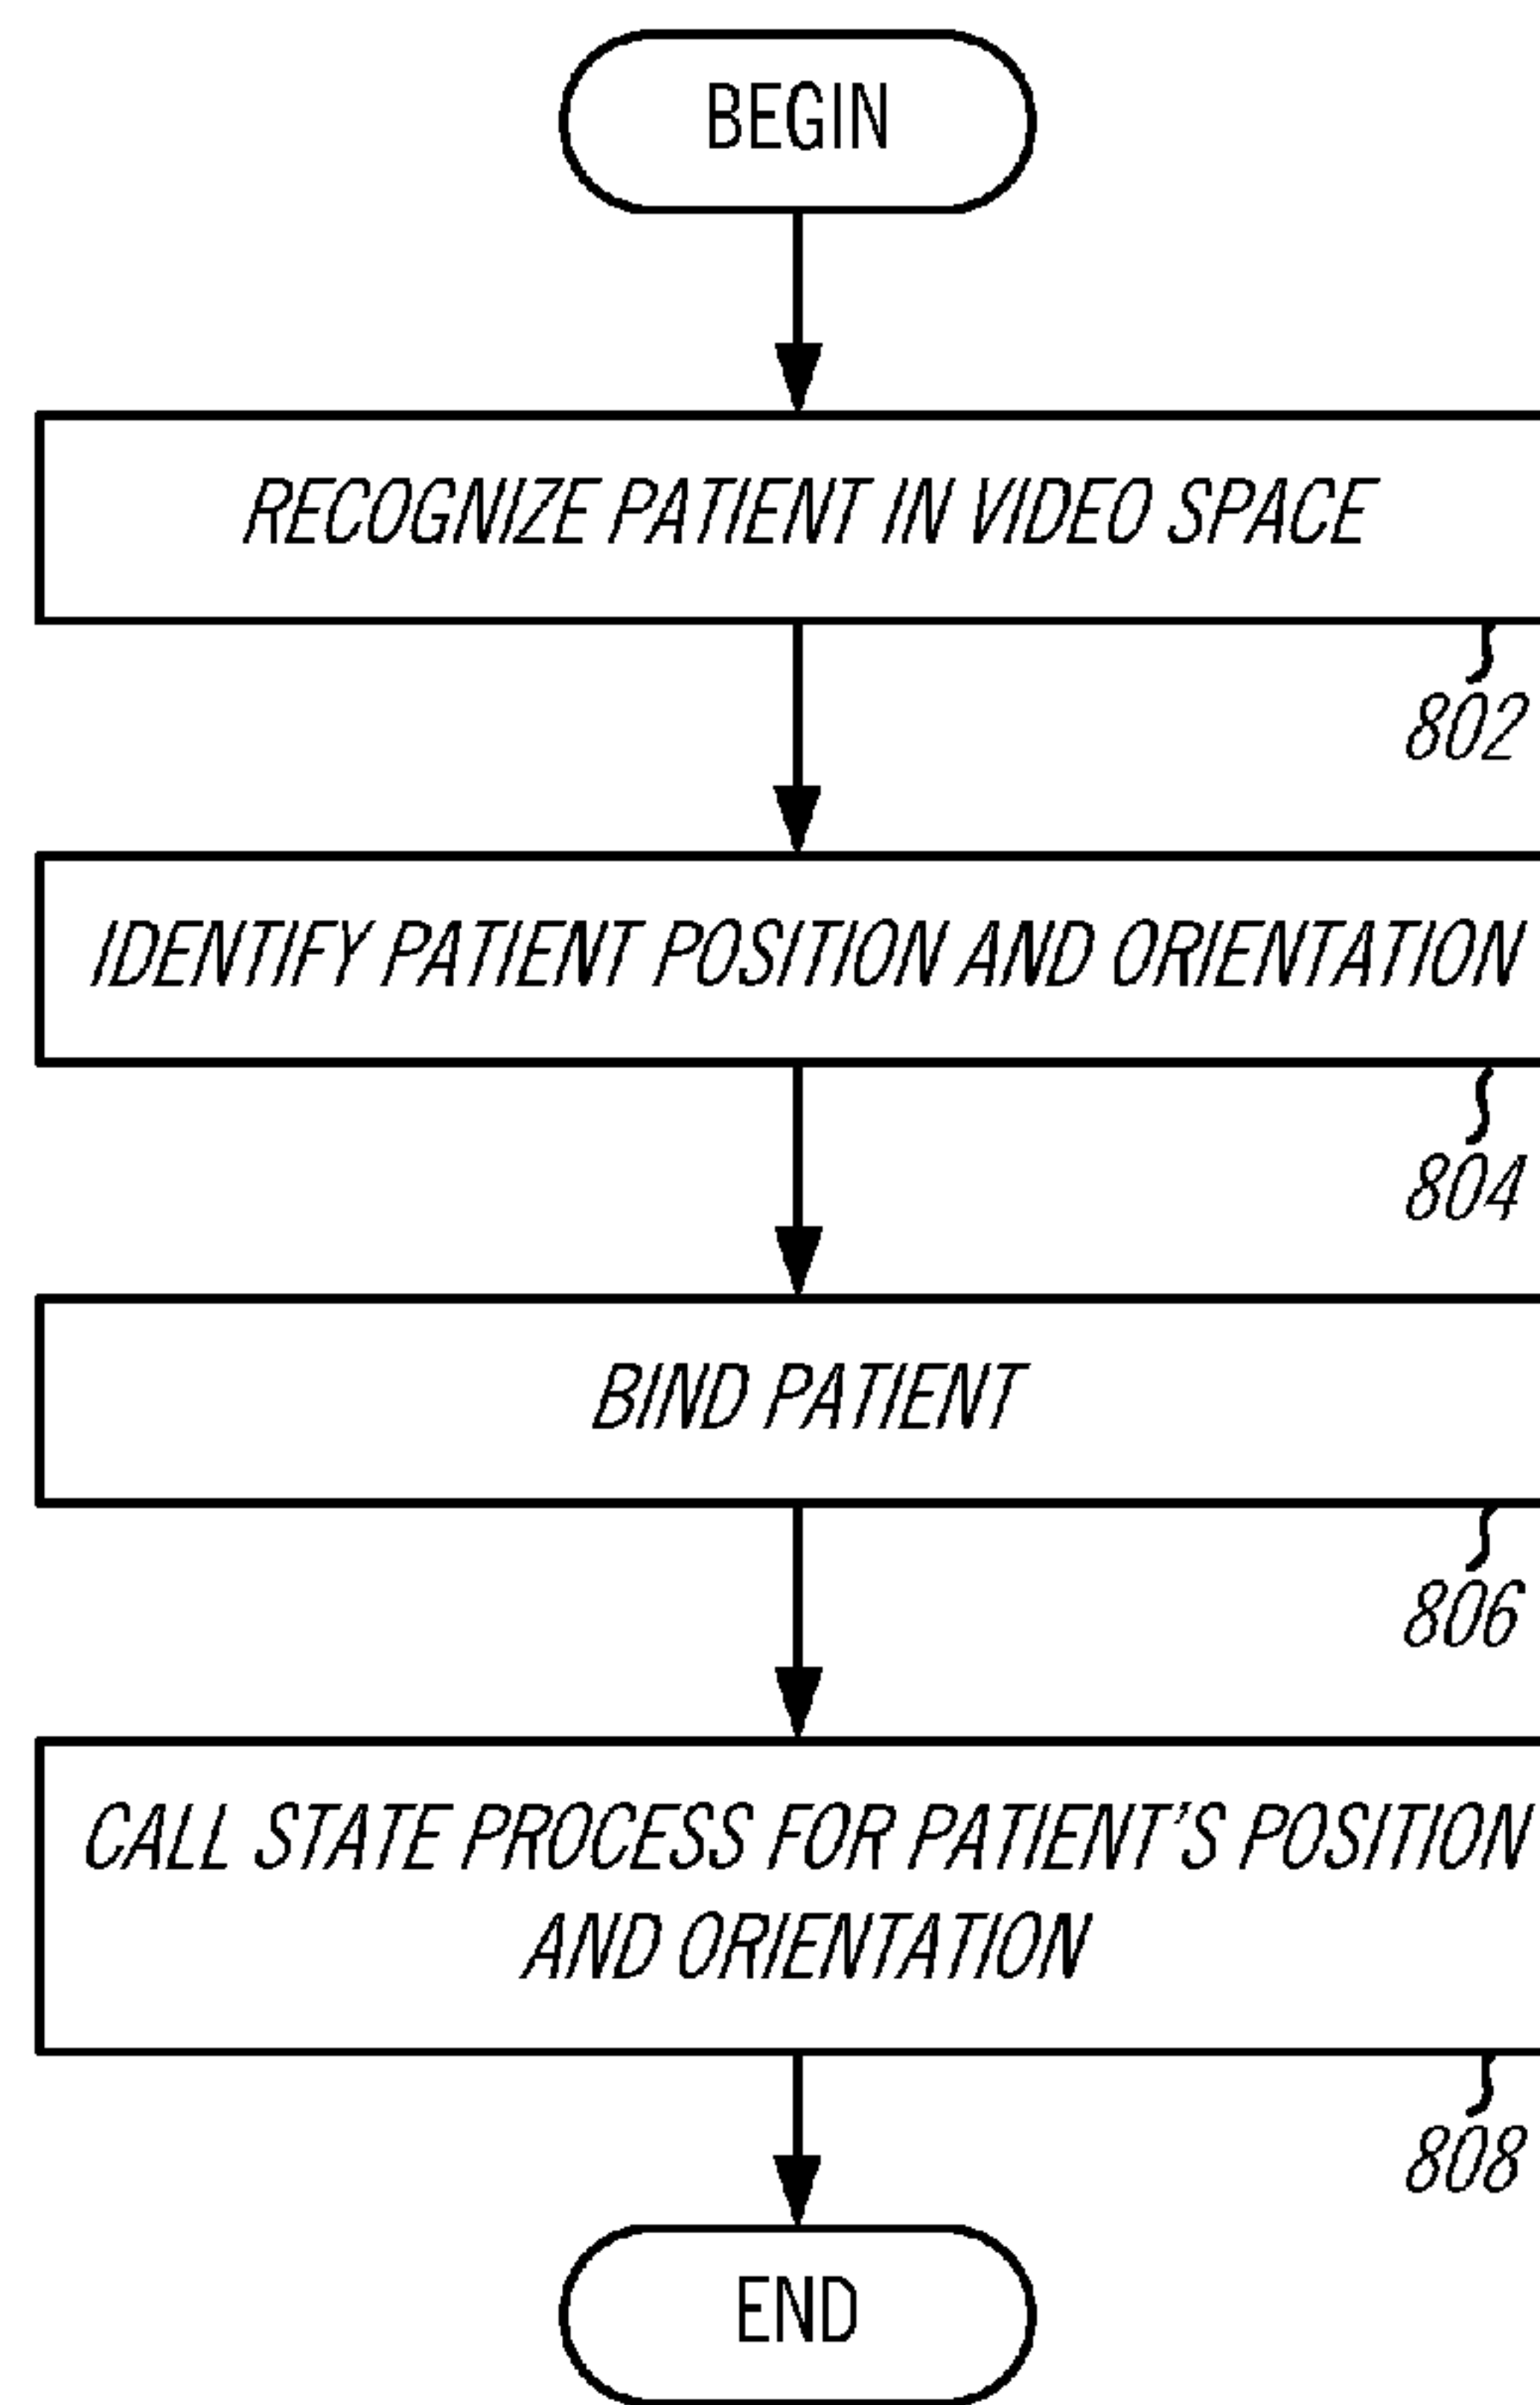 BEGIN
RECOGNIZE PATIENT IN VIDEO SPACE
802
IDENTIFY PATIENT POSITION AND ORIENTATION
804
BIND PATIENT
806
CALL STATE PROCESS FOR PATIENT'S POSITION
AND ORIENTATION
808
END